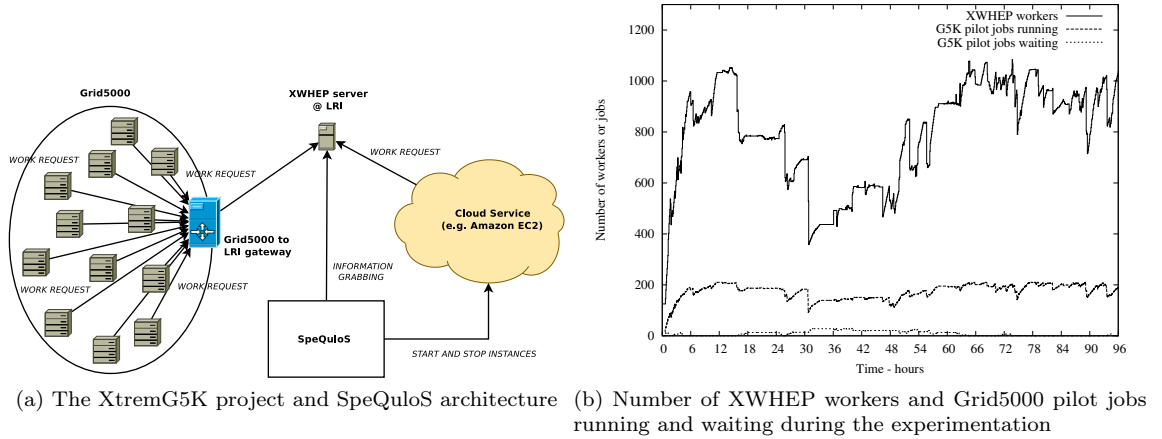 Grid5000
XWHEP server
@ LRI
WORK REQUEST
WORK REQUEST
WORK REQUEST
Cloud Service
(e.g. Amazon EC2)
Grid5000 to
LRI gateway
INFORMATION
GRABBING
WORK REQUEST
WORK REQUEST
SpeQuloS
START AND STOP INSTANCES
(a) The XtremG5K project and SpeQuloS architecture
XWHEP workers
G5K pilot jobs running
G5K pilot jobs waiting
Number of workers or jobs
1200
1000
800
600
400
200
0
0 6 12 18 24 30 36 42 48 54 60 66 72 78 84 90 96
Time - hours
(b) Number of XWHEP workers and Grid5000 pilot jobs
running and waiting during the experimentation